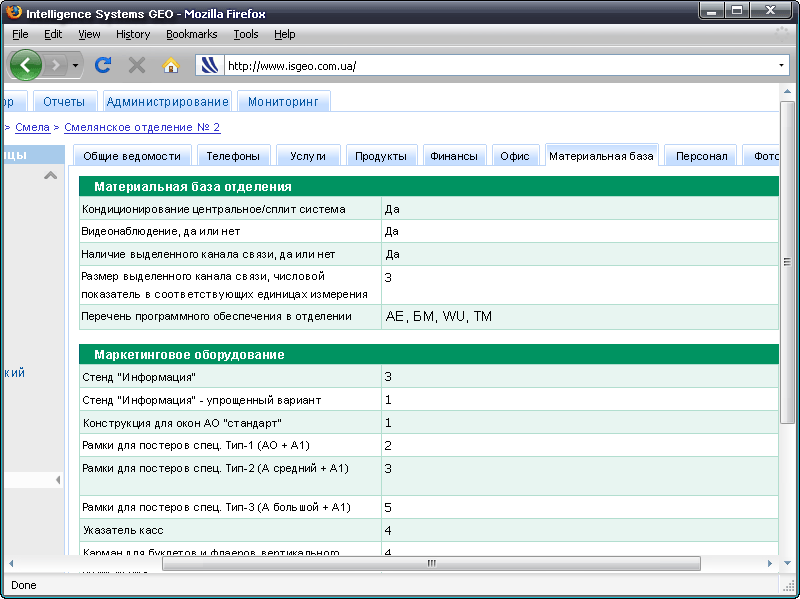 Intelligence Systems GEO - Mozilla Firefox
File Edit View History Bookmarks Tools Help
http://www.isgeo.com.ua/
ор Отчеты Администрирование Мониторинг
> Смела > Смелянское отделение № 2
ицы Общие ведомости Телефоны Услуги Продукты Финансы Офис Материальная база Персонал Фото
Материальная база отделения
Кондиционирование центральное/сплит система Да
Видеонаблюдение, да или нет Да
Наличие выделенного канала связи, да или нет Да
Размер выделенного канала связи, числовой 3
показатель в соответствующих единицах измерения
Перечень программного обеспечения в отделении АЕ, БМ, WU, ТМ
Маркетинговое оборудование
кий
Стенд "Информация" 3
Стенд "Информация" - упрощенный вариант 1
Конструкция для окон АО "стандарт" 1
Рамки для постеров спец. Тип-1 (АО + А1) 2
Рамки для постеров спец. Тип-2 (А средний + А1) 3
Рамки для постеров спец. Тип-3 (А большой + А1) 5
Указатель касс 4
Карман для буклетов и флаеров, вертикального 4
Done